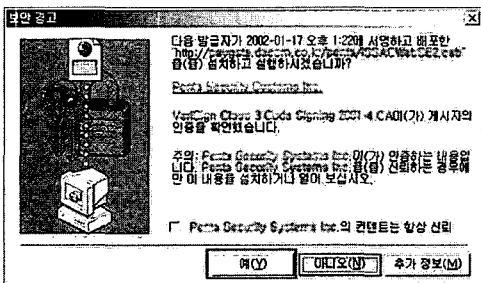 보안 경고
다음 발급자가 2002-01-17 오후 1:22에 서명하고 배포한
을(를) 설치하고 실행하시겠습니까?
Penta Security Systems Inc.
VeriSign Class 3 Code Signing 2001-4 CA이(가) 게시자의
인증을 확인했습니다.
주의: Penta Security Systems Inc.이(가) 인증하는 내용입
니다. Penta Security Systems Inc.을(를) 신뢰하는 경우에
만 이 내용을 설치하거나 열어 보십시오.
Penta Security Systems Inc.의 컨텐트는 항상 신뢰
예(Y) 아니오(N) 추가 정보(M)